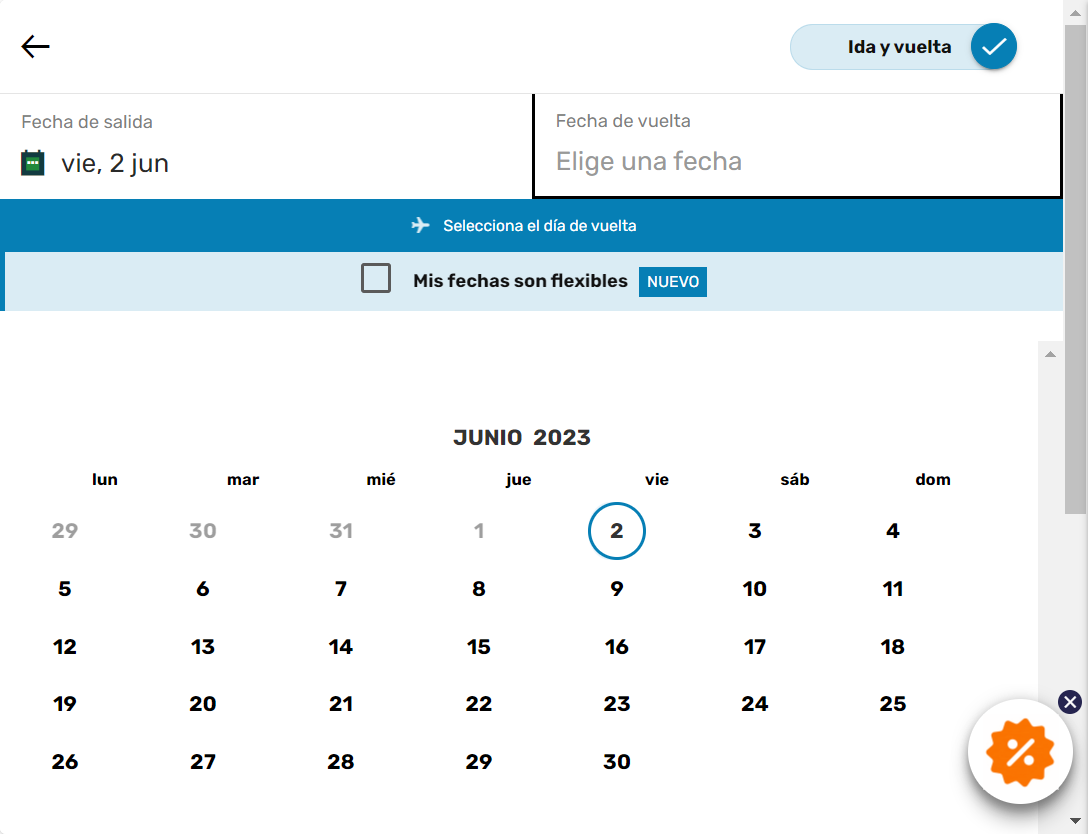 Ida y vuelta
Fecha de salida
vie, 2 jun
Fecha de vuelta
Elige una fecha
Selecciona el día de vuelta
Mis fechas son flexibles NUEVO
JUNIO 2023
lun mar mié jue vie sáb dom
29 30 31 1 2 3 4
5 6 7 8 9 10 11
12 13 14 15 16 17 18
19 20 21 22 23 24 25
26 27 28 29 30
%